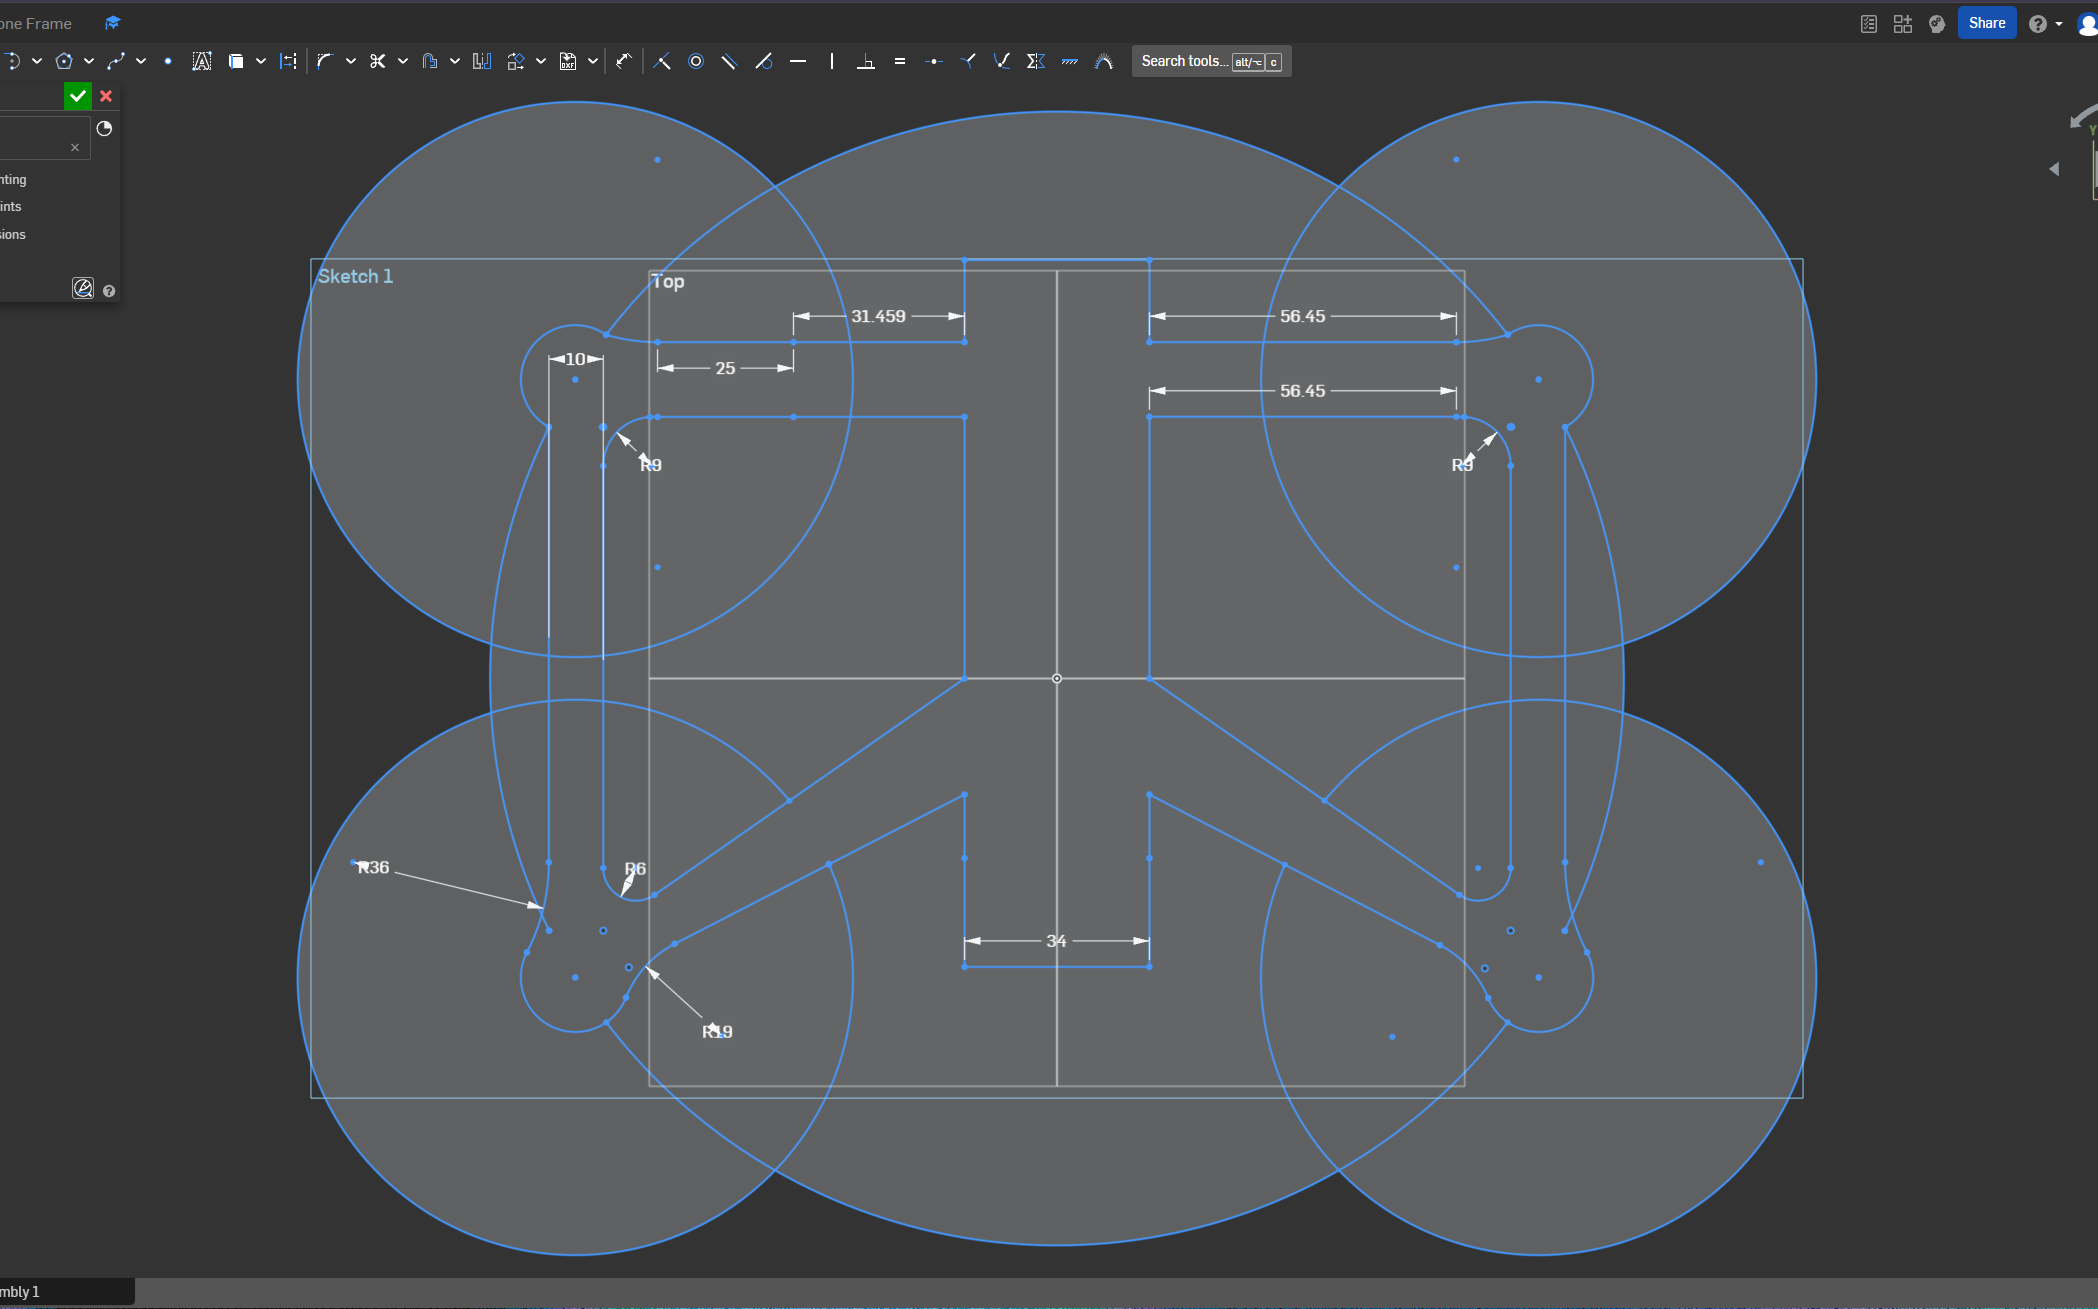 one Frame
Share
Search tools... alt/⌥ c
nting
ints
sions
Y
Sketch 1
Top
31.459
56.45
10
25
56.45
R9
R9
R36
R6
34
R19
mbly 1